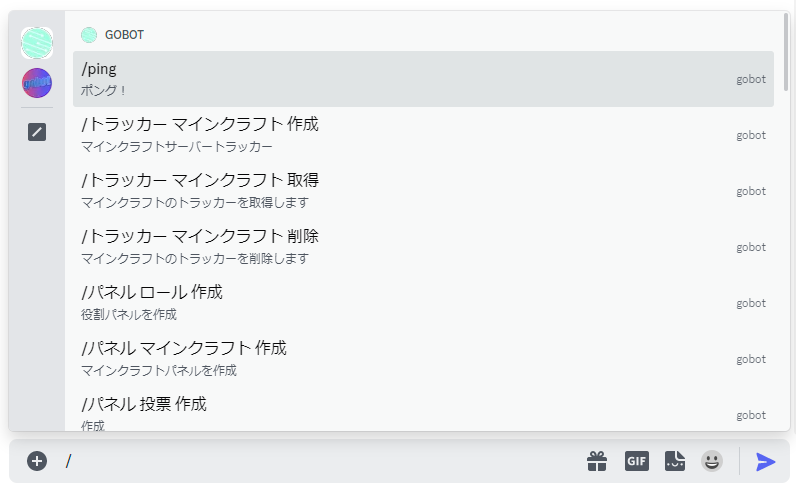 GOBOT
/ping
ポング！
gobot
/トラッカー マインクラフト 作成
マインクラフトサーバートラッカー
gobot
/トラッカー マインクラフト 取得
マインクラフトのトラッカーを取得します
gobot
/トラッカー マインクラフト 削除
マインクラフトのトラッカーを削除します
gobot
/パネル ロール 作成
役割パネルを作成
gobot
/パネル マインクラフト 作成
マインクラフトパネルを作成
gobot
/パネル 投票 作成
作成
gobot
/
GIF